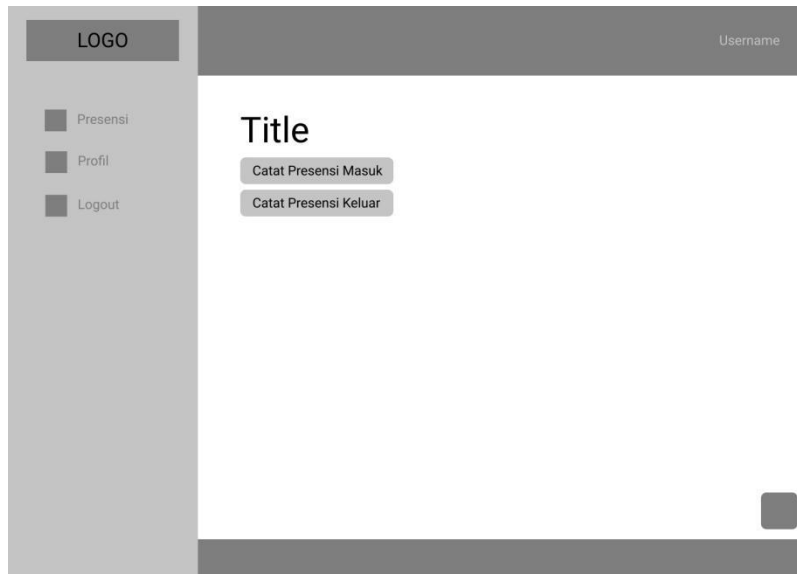 LOGO
Username
Presensi
Profil
Logout
Title
Catat Presensi Masuk
Catat Presensi Keluar